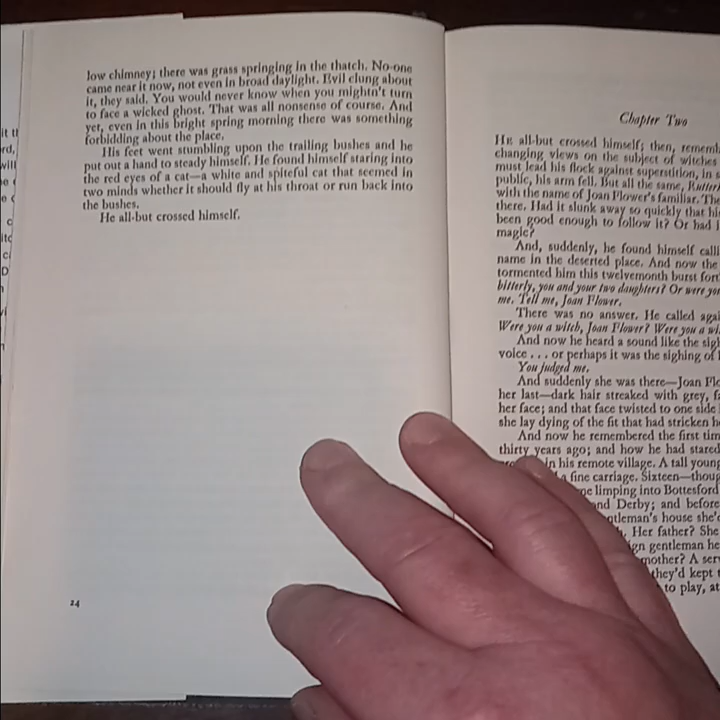 low chimney; there was grass springing in the thatch. No-one
came near it now, not even in broad daylight. Evil clung about
it, they said. You would never know when you mightn't turn
to face a wicked ghost. That was all nonsense of course. And
yet, even in this bright spring morning there was something
forbidding about the place.
His feet went stumbling upon the trailing bushes and he
put out a hand to steady himself. He found himself staring into
the red eyes of a cat—a white and spiteful cat that seemed in
two minds whether it should fly at his throat or run back into
the bushes.
He all-but crossed himself.
14
Chapter Two
HE all-but crossed himself; then,
changing views on the subject of witches
must lead his flock against superstition, in
public, his arm fell. But all the same,
with the name of Joan Flower's familiar.
there. Had it slunk away so quickly that
been good enough to follow it? Or had
magic?
And, suddenly, he found himself
name in the deserted place. And now the
tormented him this twelvemonth burst
bitterly, you and your two daughters? Or were
me. Tell me, Joan Flower.
There was no answer. He called
Were you a witch, Joan Flower? Were you a
And now he heard a sound like the
voice . . . or perhaps it was the sighing of
You judged me.
And suddenly she was there—Joan
her last—dark hair streaked with grey,
her face; and that face twisted to one side
she lay dying of the fit that had stricken
And now he remembered the first
thirty years ago; and how he had stared
in his remote village. A tall young
a fine carriage. Sixteen—
limping into Bottesford
and Derby; and before
house she'd
Her father? She
gentleman he
mother? A
they'd kept
to play, at